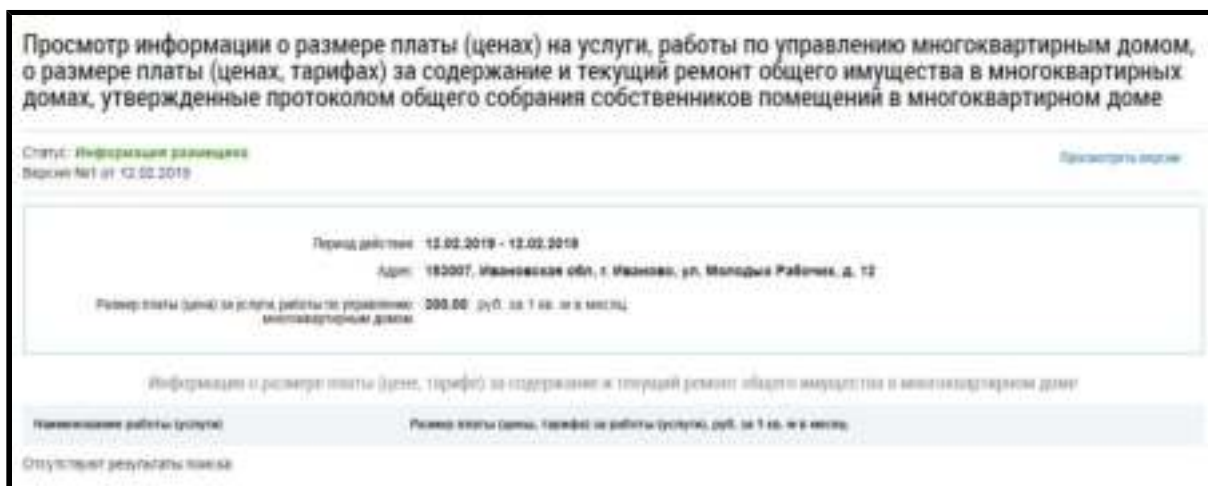 Просмотр информации о размере платы (ценах) на услуги, работы по управлению многоквартирным домом,
о размере платы (ценах, тарифах) за содержание и текущий ремонт общего имущества в многоквартирных
домах, утвержденные протоколом общего собрания собственников помещений в многоквартирном доме
Статус: Информация размещена
Просмотреть версии
Версия №1 от 12.02.2019
Период действия 12.02.2019 - 12.02.2019
Адрес 153007, Ивановская обл, г. Иваново, ул. Молодых Рабочих, д. 12
Размер платы (цена) за услуги, работы по управлению 200.00 руб. за 1 кв. м в месяц
многоквартирным домом
Информация о размере платы (цене, тарифе) за содержание и текущий ремонт общего имущества в многоквартирном доме
Наименование работы (услуги) Размер платы (цены, тарифа) за работы (услуги), руб. за 1 кв. м в месяц
Отсутствуют результаты поиска